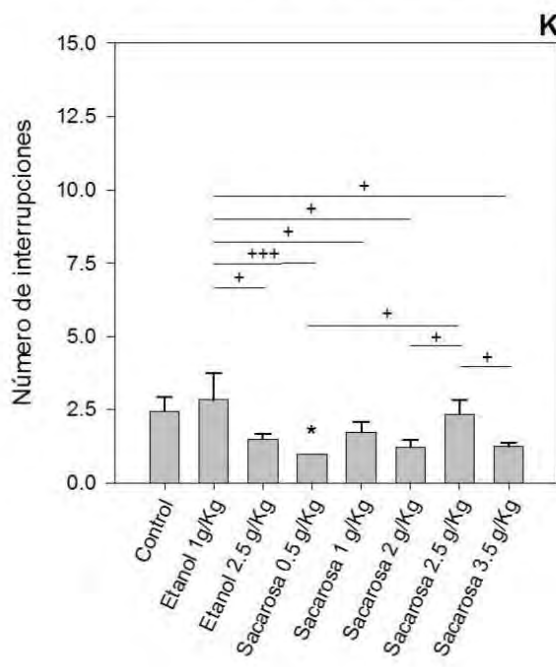 K
Número de interrupciones
15.0
12.5
10.0
7.5
5.0
2.5
0.0
+
+
+
+++
+
+
+
+
*
Control
Etanol 1g/Kg
Etanol 2.5 g/Kg
Sacarosa 0.5 g/Kg
Sacarosa 1 g/Kg
Sacarosa 2 g/Kg
Sacarosa 2.5 g/Kg
Sacarosa 3.5 g/Kg